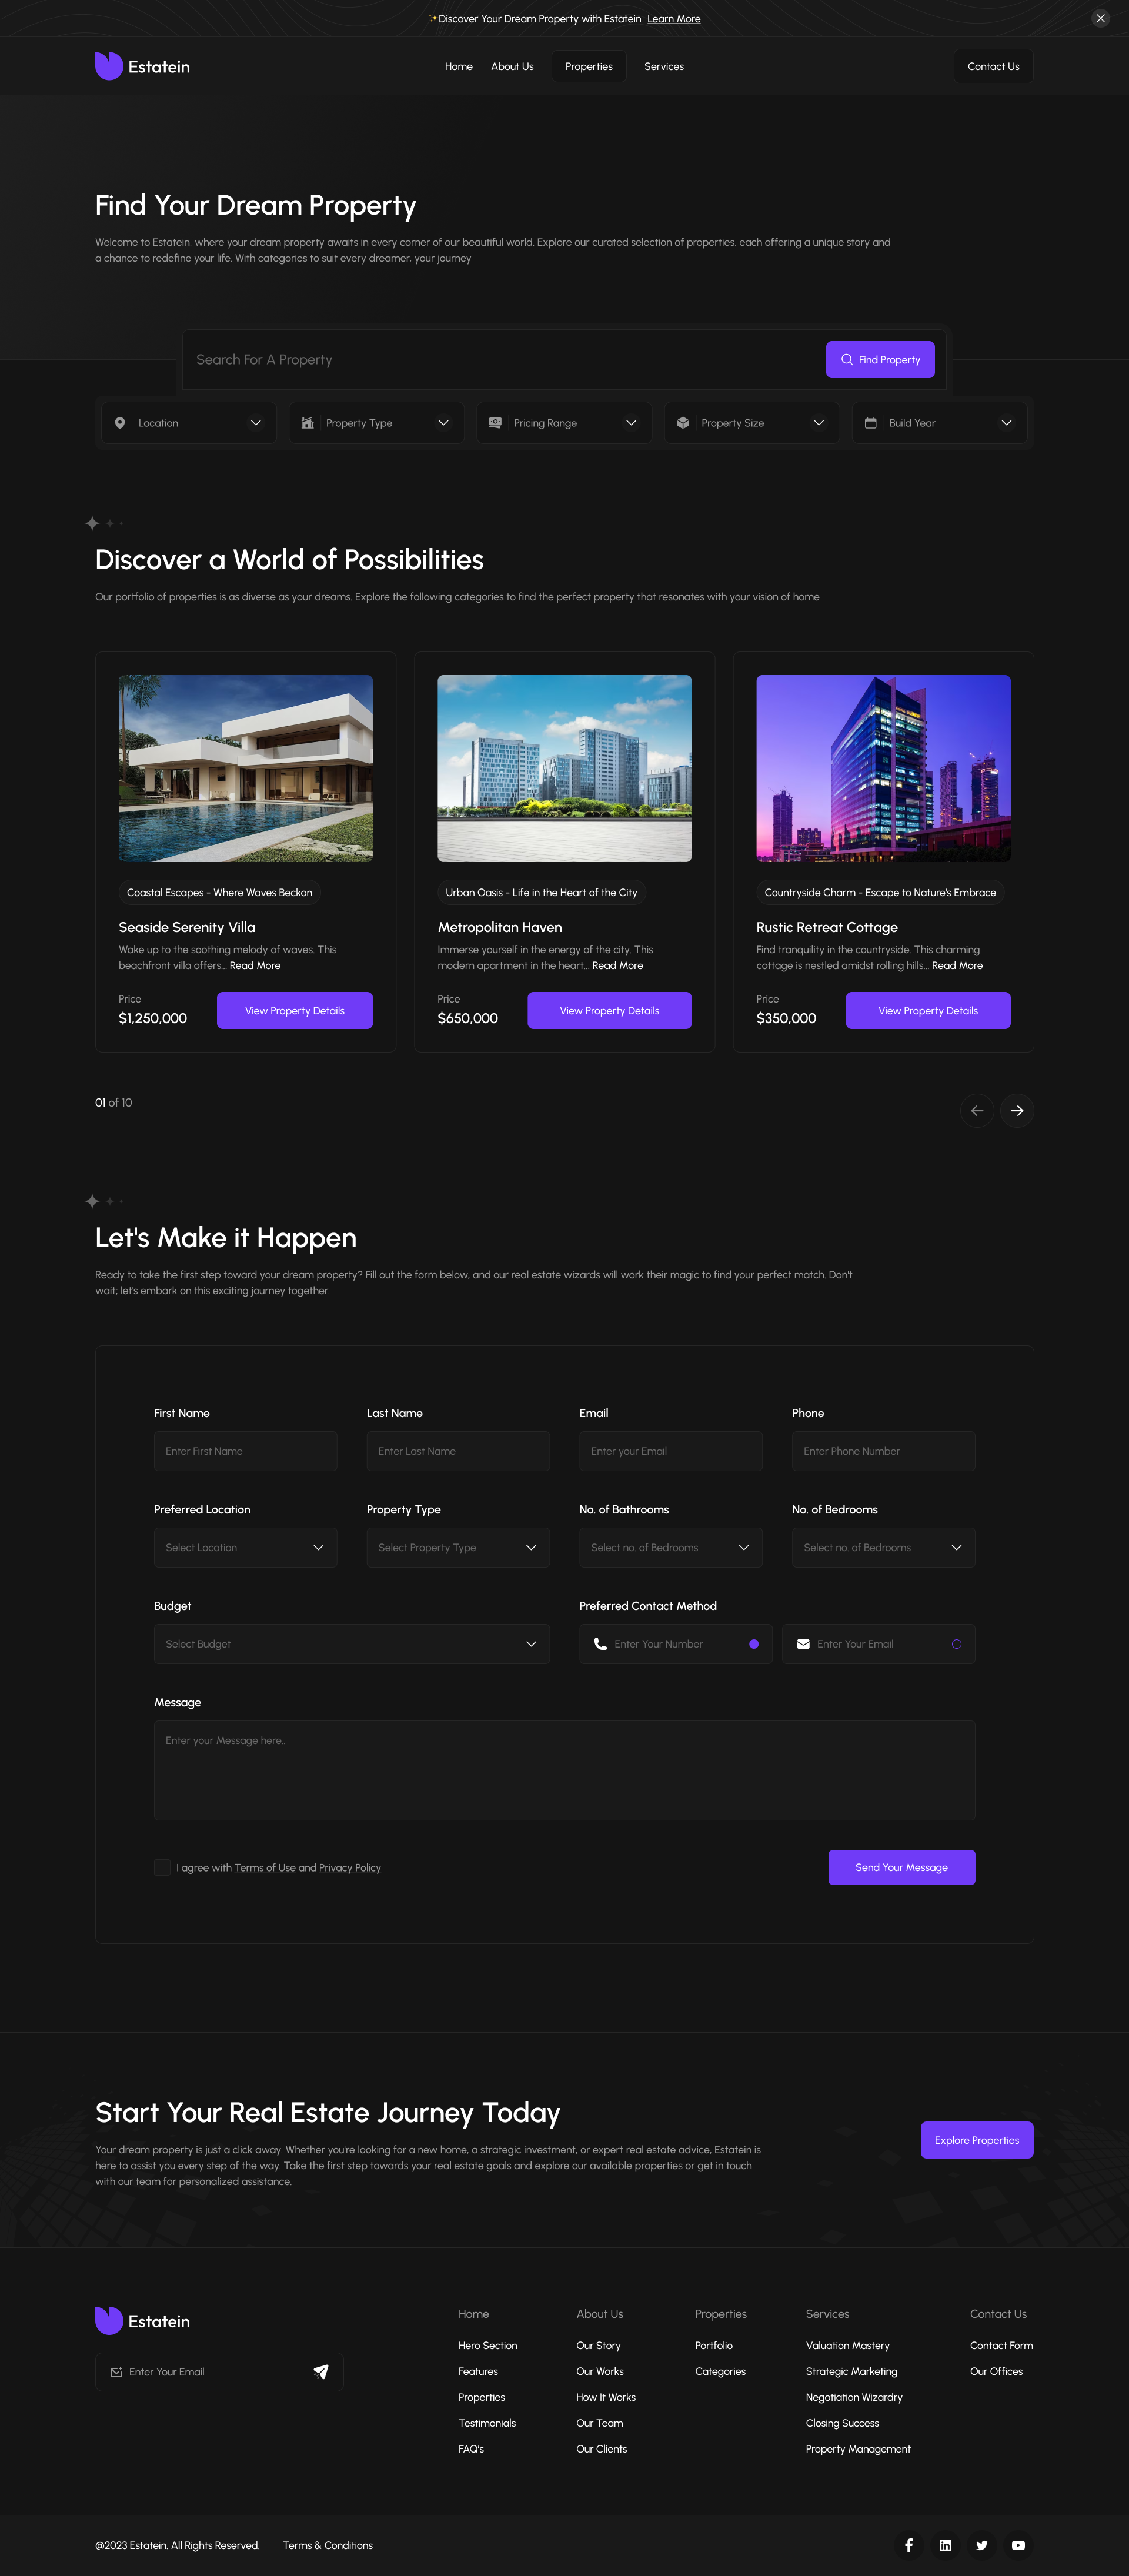 ✨Discover Your Dream Property with Estatein Learn More
Estatein
Home
About Us
Properties
Services
Contact Us
Find Your Dream Property
Welcome to Estatein, where your dream property awaits in every corner of our beautiful world. Explore our curated selection of properties, each offering a unique story and
a chance to redefine your life. With categories to suit every dreamer, your journey
Search For A Property
Find Property
Location
Property Type
Pricing Range
Property Size
Build Year
Discover a World of Possibilities
Our portfolio of properties is as diverse as your dreams. Explore the following categories to find the perfect property that resonates with your vision of home
Coastal Escapes - Where Waves Beckon
Seaside Serenity Villa
Wake up to the soothing melody of waves. This
beachfront villa offers... Read More
Price
$1,250,000
View Property Details
Urban Oasis - Life in the Heart of the City
Metropolitan Haven
Immerse yourself in the energy of the city. This
modern apartment in the heart... Read More
Price
$650,000
View Property Details
Countryside Charm - Escape to Nature's Embrace
Rustic Retreat Cottage
Find tranquility in the countryside. This charming
cottage is nestled amidst rolling hills... Read More
Price
$350,000
View Property Details
01 of 10
Let's Make it Happen
Ready to take the first step toward your dream property? Fill out the form below, and our real estate wizards will work their magic to find your perfect match. Don't
wait; let's embark on this exciting journey together.
First Name
Enter First Name
Last Name
Enter Last Name
Email
Enter your Email
Phone
Enter Phone Number
Preferred Location
Select Location
Property Type
Select Property Type
No. of Bathrooms
Select no. of Bedrooms
No. of Bedrooms
Select no. of Bedrooms
Budget
Select Budget
Preferred Contact Method
Enter Your Number
Enter Your Email
Message
Enter your Message here..
I agree with Terms of Use and Privacy Policy
Send Your Message
Start Your Real Estate Journey Today
Your dream property is just a click away. Whether you're looking for a new home, a strategic investment, or expert real estate advice, Estatein is
here to assist you every step of the way. Take the first step towards your real estate goals and explore our available properties or get in touch
with our team for personalized assistance.
Explore Properties
Estatein
Enter Your Email
Home
Hero Section
Features
Properties
Testimonials
FAQ's
About Us
Our Story
Our Works
How It Works
Our Team
Our Clients
Properties
Portfolio
Categories
Services
Valuation Mastery
Strategic Marketing
Negotiation Wizardry
Closing Success
Property Management
Contact Us
Contact Form
Our Offices
@2023 Estatein. All Rights Reserved.
Terms & Conditions